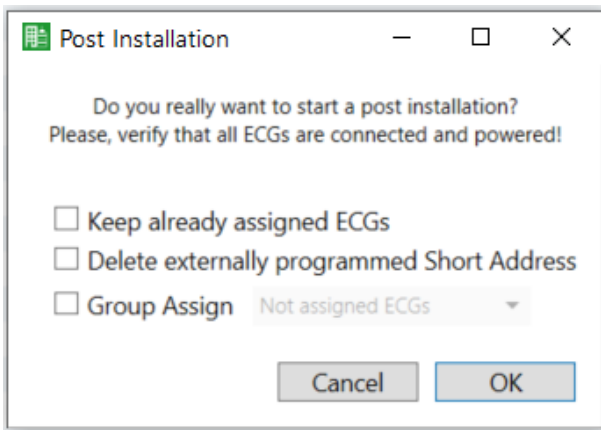 Post Installation
Do you really want to start a post installation?
Please, verify that all ECGs are connected and powered!
Keep already assigned ECGs
Delete externally programmed Short Address
Group Assign Not assigned ECGs
Cancel OK